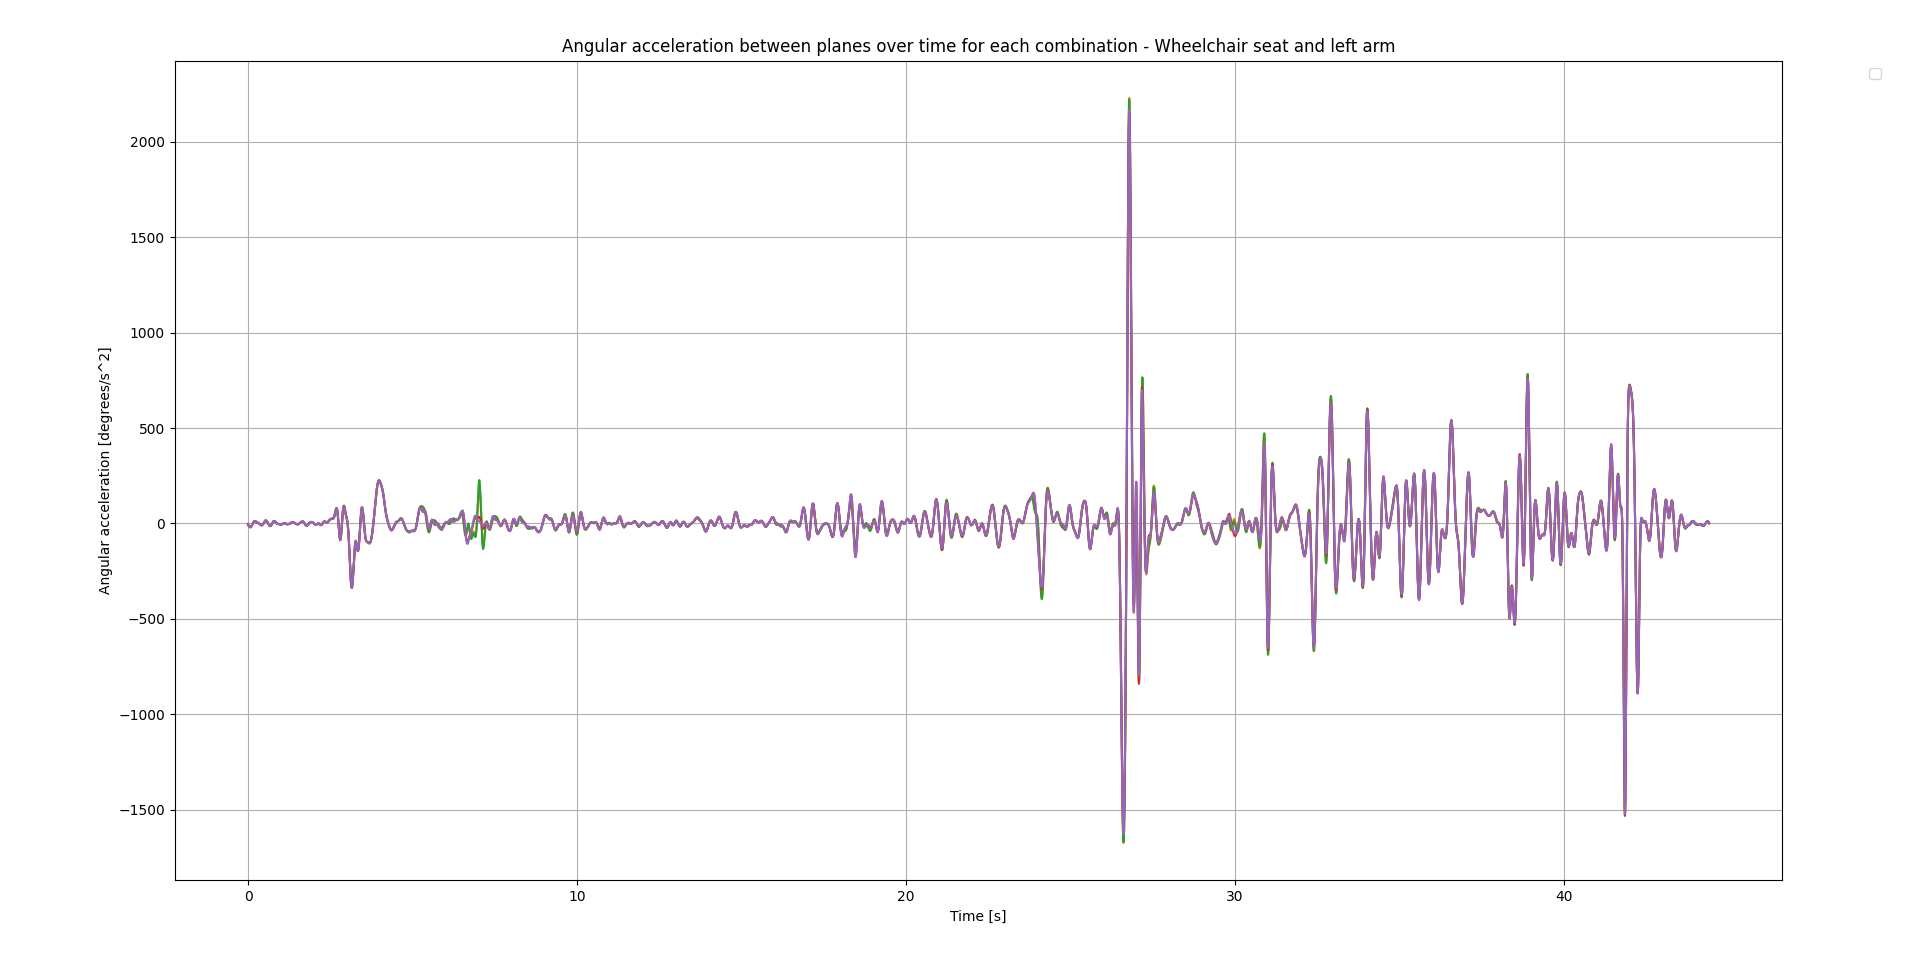 Angular acceleration between planes over time for each combination - Wheelchair seat and left arm
Angular acceleration [degrees/s^2]
2000
1500
1000
500
0
−500
−1000
−1500
0 10 20 30 40
Time [s]